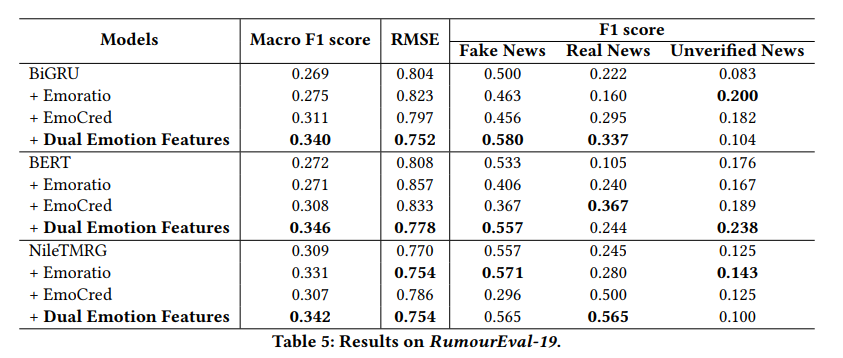 Models Macro F1 score RMSE F1 score
Fake News Real News Unverified News
BiGRU 0.269 0.804 0.500 0.222 0.083
+ Emoratio 0.275 0.823 0.463 0.160 0.200
+ EmoCred 0.311 0.797 0.456 0.295 0.182
+ Dual Emotion Features 0.340 0.752 0.580 0.337 0.104
BERT 0.272 0.808 0.533 0.105 0.176
+ Emoratio 0.271 0.857 0.406 0.240 0.167
+ EmoCred 0.308 0.833 0.367 0.367 0.189
+ Dual Emotion Features 0.346 0.778 0.557 0.244 0.238
NileTMRG 0.309 0.770 0.557 0.245 0.125
+ Emoratio 0.331 0.754 0.571 0.280 0.143
+ EmoCred 0.307 0.786 0.296 0.500 0.125
+ Dual Emotion Features 0.342 0.754 0.565 0.565 0.100
Table 5: Results on RumourEval-19.